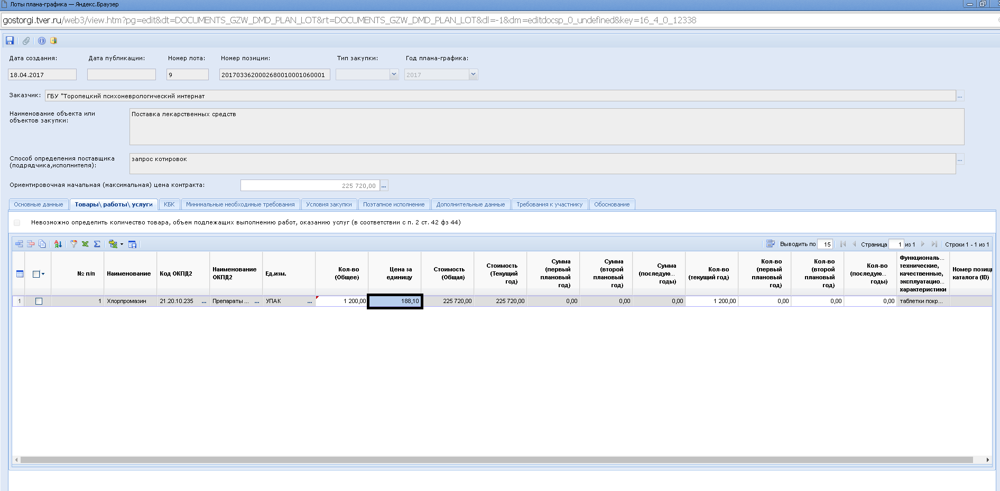 Лоты плана-графика — Яндекс.Браузер
gostorgi.tver.ru/web3/view.htm?pg=edit&dt=DOCUMENTS_GZW_DMD_PLAN_LOT&rt=DOCUMENTS_GZW_DMD_PLAN_LOT&dl=-1&dm=editdocsp_0_undefined&key=16_4_0_12338
Дата создания: Дата публикации: Номер лота: Номер позиции: Тип закупки: Год плана-графика:
18.04.2017 9 2017033620002680010001060001 2017
Заказчик: ГБУ "Торопецкий психоневрологический интернат ...
Наименование объекта или
объектов закупки:
Поставка лекарственных средств
Способ определения поставщика
(подрядчика,исполнителя):
запрос котировок ...
Ориентировочная начальная (максимальная) цена контракта: 225 720,00 ...
Основные данные Товары\ работы\ услуги КБК Минимальные необходимые требования Условия закупки Поэтапное исполнение Дополнительные данные Требования к участнику Обоснование
Невозможно определить количество товара, объем подлежащих выполнению работ, оказанию услуг (в соответствии с п. 2 ст. 42 фз 44)
Выводить по 15 Страница 1 из 1 Строки 1 - 1 из 1
№ п/п
Наименование
Код ОКПД2
Наименование
ОКПД2
Ед.изм.
Кол-во
(Общее)
Цена за
единицу
Стоимость
(Общая)
Стоимость
(Текущий
год)
Сумма
(первый
плановый
год)
Сумма
(второй
плановый
год)
Сумма
(последую...
годы)
Кол-во
(текущий год)
Кол-во
(первый
плановый
год)
Кол-во
(второй
плановый
год)
Кол-во
(последую...
годы)
Функциональ...
технические,
качественные,
эксплуатацио...
характеристики
Номер позици
каталога (ID)
1 1 Хлорпромазин 21.20.10.235 ... Препараты ... ... УПАК ... 1 200,00 188,10 225 720,00 225 720,00 0,00 0,00 0,00 1 200,00 0,00 0,00 0,00 таблетки покр...